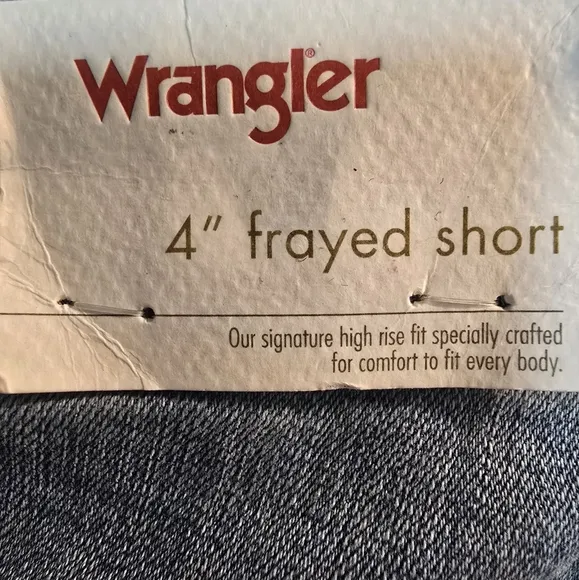 Wrangler®
4" frayed short
Our signature high rise fit specially crafted
for comfort to fit every body.